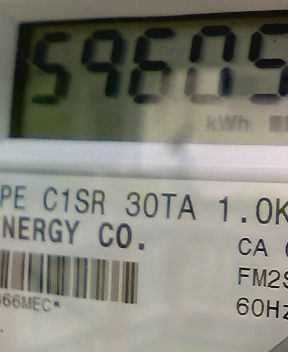 59605
kWh
PE C1SR 30TA 1.0K
NERGY CO.
CA
FM2S
66MEC*
60Hz